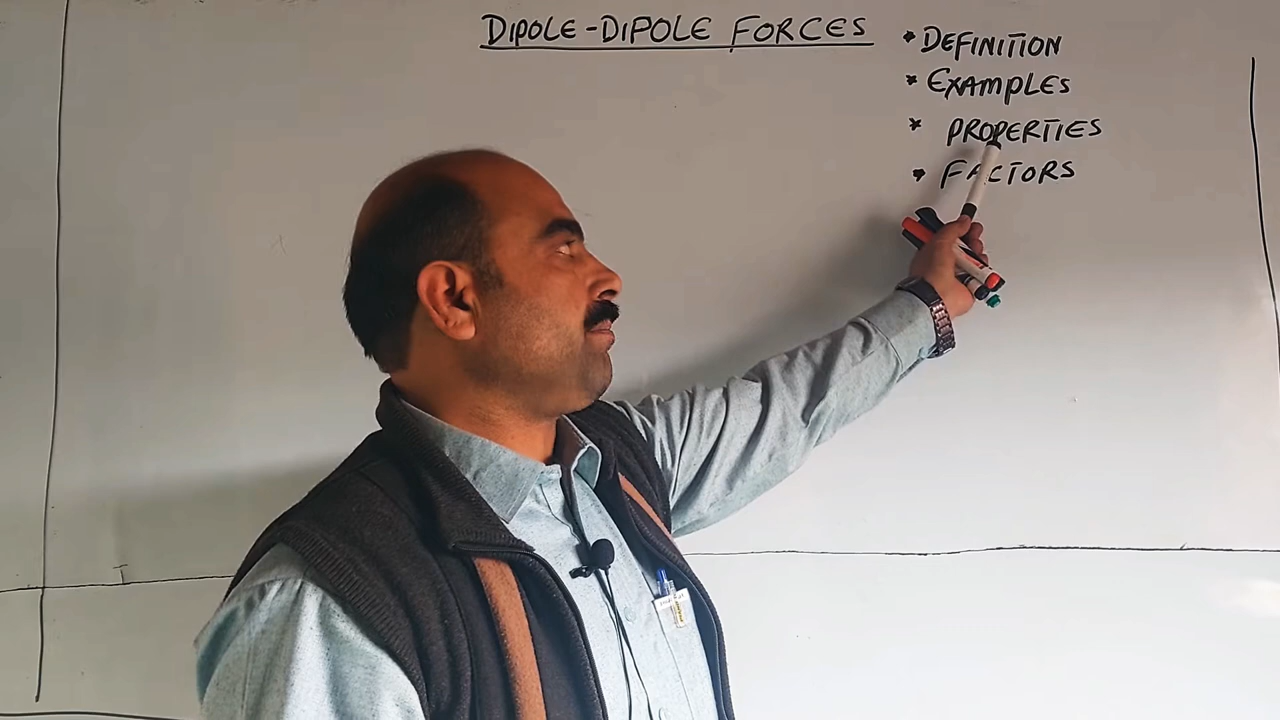 DIPOLE-DIPOLE FORCES
* DEFINITION
* EXAMPLES
* PROPERTIES
* FACTORS